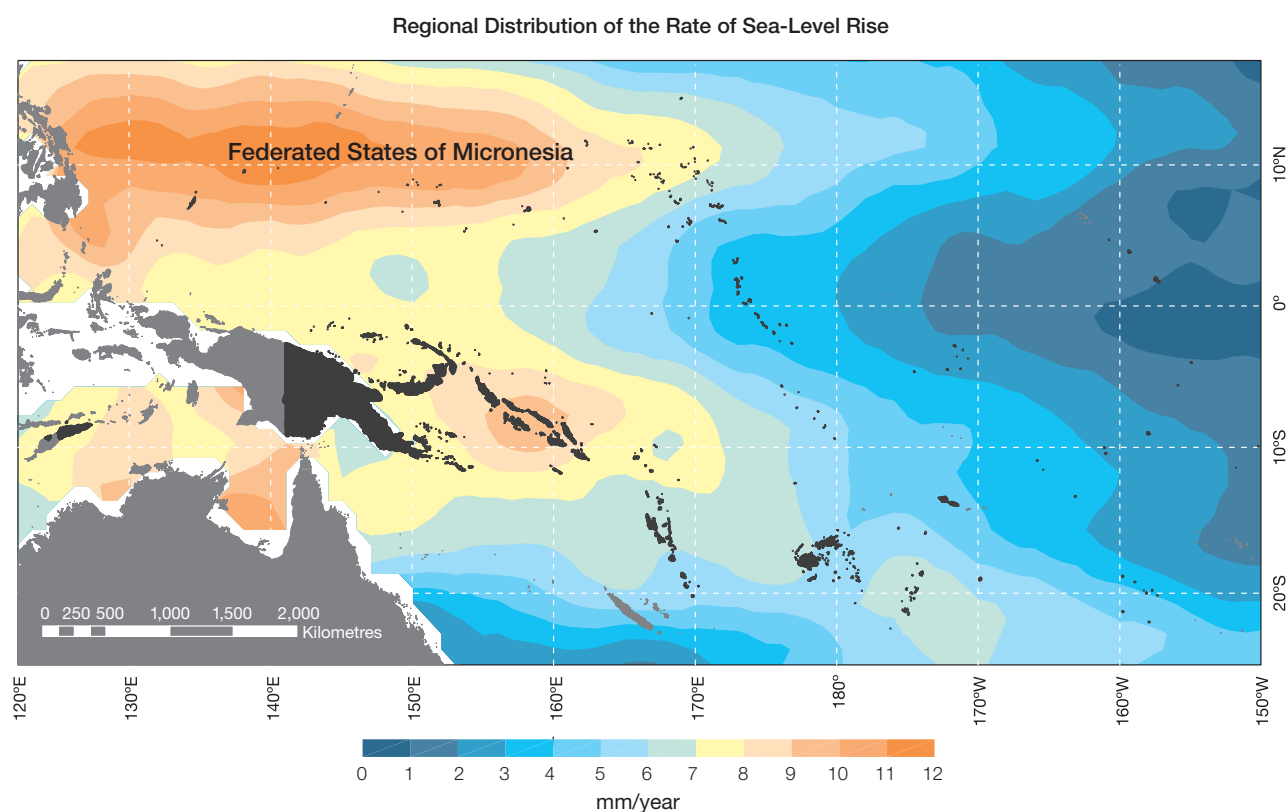 Regional Distribution of the Rate of Sea-Level Rise
Federated States of Micronesia
10°N
0°
10°S
20°S
0 250 500 1,000 1,500 2,000
Kilometres
120°E 130°E 140°E 150°E 160°E 170°E 180° 170°W 160°W 150°W
0 1 2 3 4 5 6 7 8 9 10 11 12
mm/year